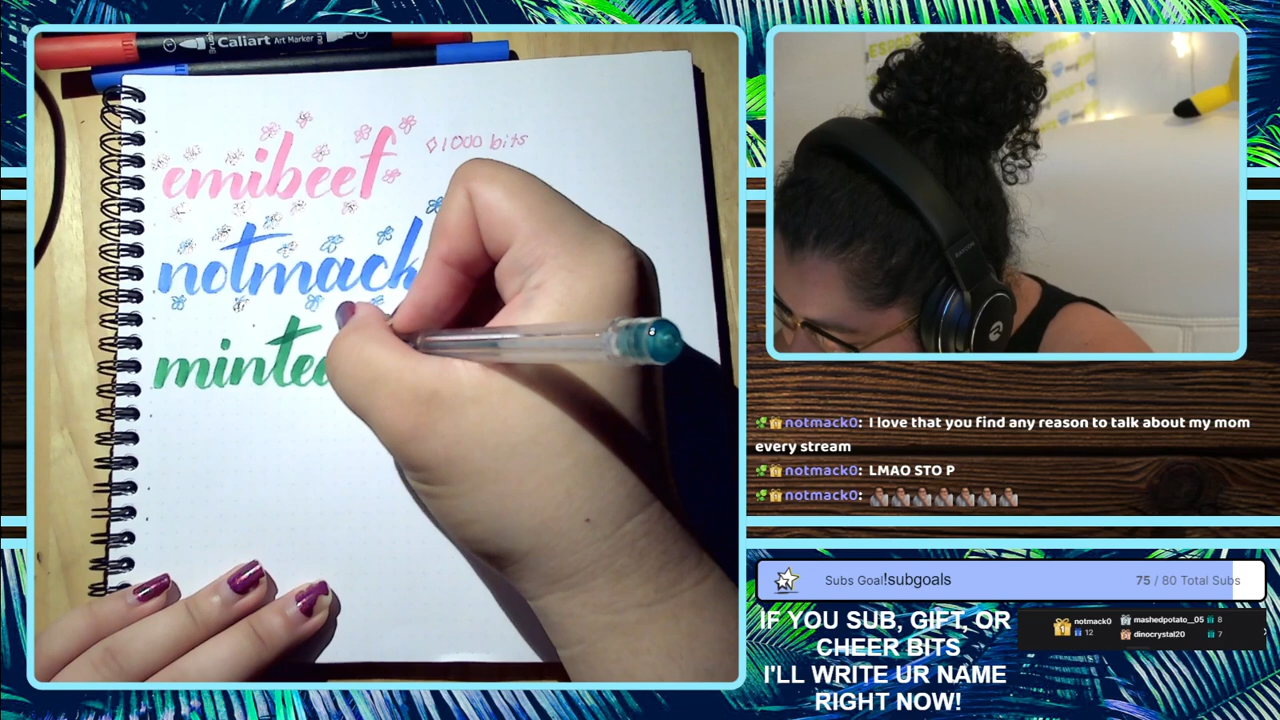 Caliart Art Marker
emibeef
◊1000 bits
notmack
notmack0: I love that you find any reason to talk about my mom
every stream
notmack0: LMAO STO P
notmack0:
Subs Goal!subgoals
75 / 80 Total Subs
IF YOU SUB, GIFT, OR
CHEER BITS
I'LL WRITE UR NAME
RIGHT NOW!
notmack0
12
mashedpotato__05 8
dinocrystal20 7